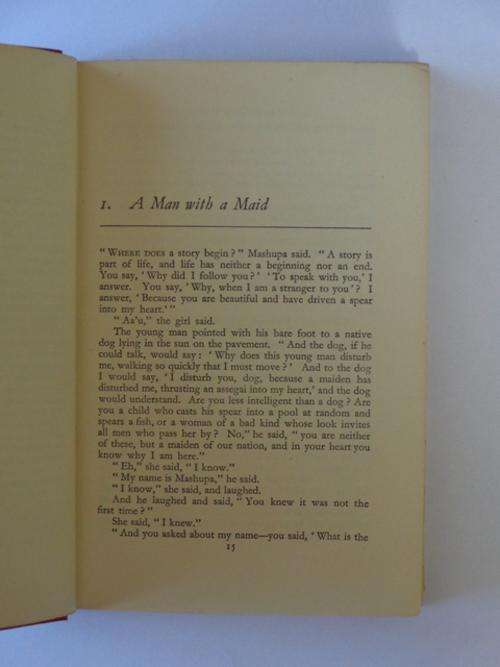 1. A Man with a Maid
“ WHERE DOES a story begin ? ” Mashupa said. “ A story is
part of life, and life has neither a beginning nor an end.
You say, ‘ Why did I follow you ? ’ ‘ To speak with you,’ I
answer. You say, ‘ Why, when I am a stranger to you ’ ? I
answer, ‘ Because you are beautiful and have driven a spear
into my heart.’ ”
“ Aa’u,” the girl said.
The young man pointed with his bare foot to a native
dog lying in the sun on the pavement. “ And the dog, if he
could talk, would say : ‘ Why does this young man disturb
me, walking so quickly that I must move ? ’ And to the dog
I would say, ‘ I disturb you, dog, because a maiden has
disturbed me, thrusting an assegai into my heart,’ and the dog
would understand. Are you less intelligent than a dog ? Are
you a child who casts his spear into a pool at random and
spears a fish, or a woman of a bad kind whose look invites
all men who pass her by ? No,” he said, “ you are neither
of these, but a maiden of our nation, and in your heart you
know why I am here.”
“ Eh,” she said, “ I know.”
“ My name is Mashupa,” he said.
“ I know,” she said, and laughed.
And he laughed and said, “ You knew it was not the
first time ? ”
She said, “ I knew.”
“ And you asked about my name—you said, ‘ What is the
15